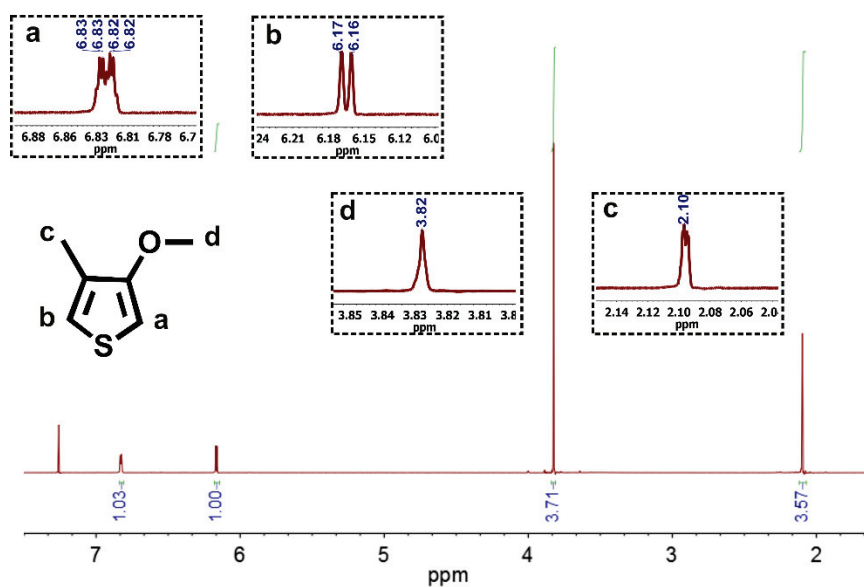 a
6.83 6.83 6.82 6.82
6.88 6.86 6.83 6.81 6.78 6.7
ppm
b
6.17 6.16
24 6.21 6.17 6.15 6.12 6.0
ppm
d
3.82
3.85 3.84 3.83 3.82 3.81 3.8
ppm
c
2.10
2.14 2.12 2.10 2.08 2.06 2.0
ppm
c
O
d
b
S
a
1.03
1.00
3.71
3.57
7 6 5 4 3 2
ppm